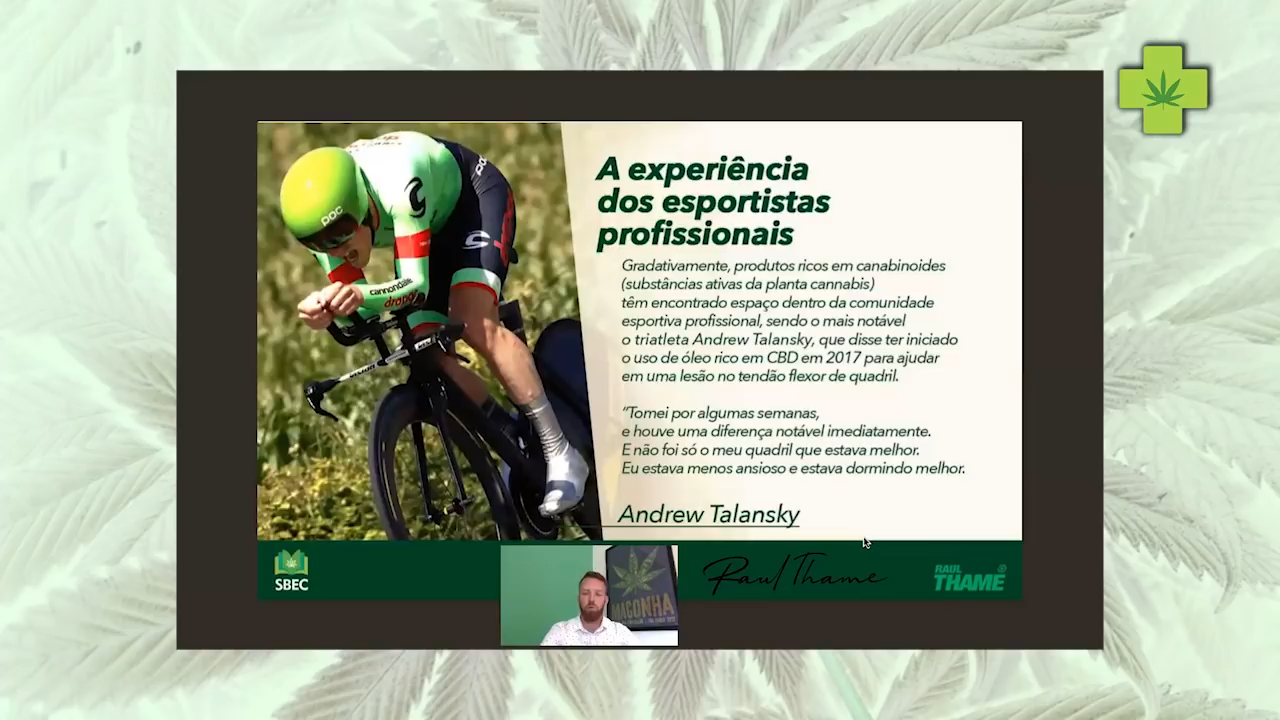 A experiência
dos esportistas
profissionais
Gradativamente, produtos ricos em canabinoides
(substâncias ativas da planta cannabis)
têm encontrado espaço dentro da comunidade
esportiva profissional, sendo o mais notável
o triatleta Andrew Talansky, que disse ter iniciado
o uso de óleo rico em CBD em 2017 para ajudar
em uma lesão no tendão flexor de quadril.
"Tomei por algumas semanas,
e houve uma diferença notável imediatamente.
E não foi só o meu quadril que estava melhor.
Eu estava menos ansioso e estava dormindo melhor.
Andrew Talansky
poc
POC
cannondale
drapac
SBEC
MACONHA
Raul Thame
RAUL
THAME